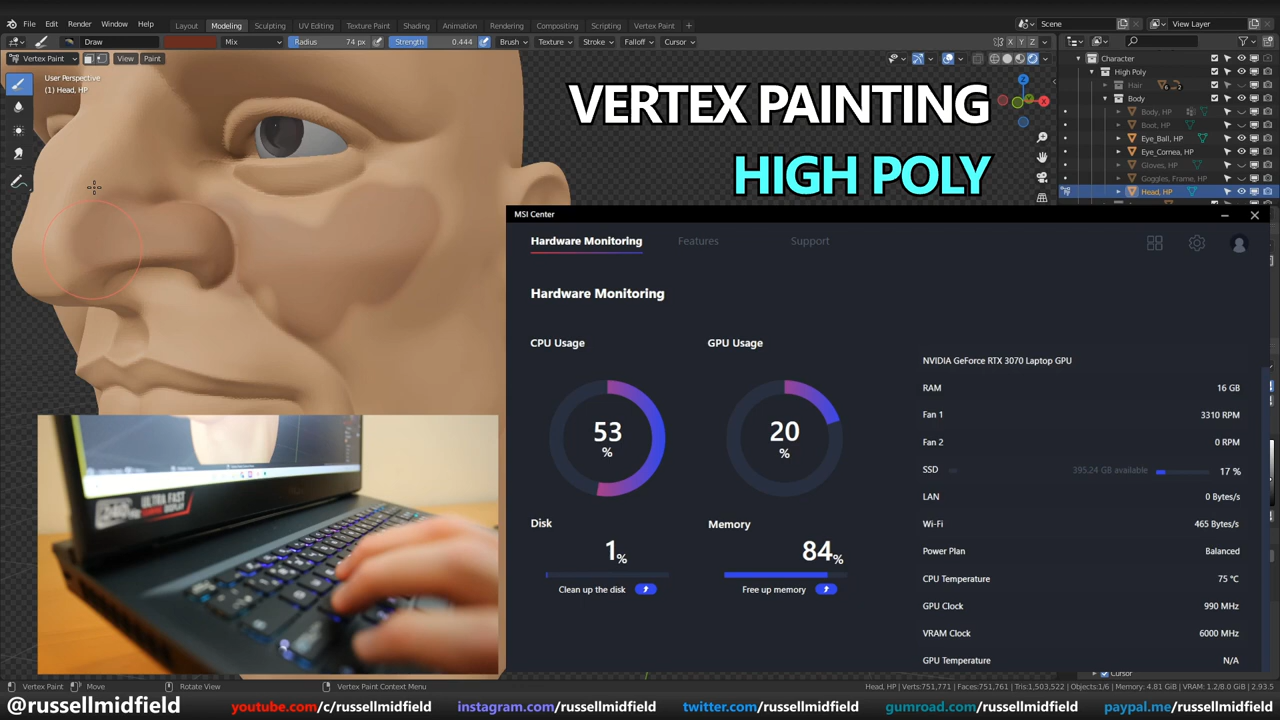 File Edit Render Window Help Layout Modeling Sculpting UV Editing Texture Paint Shading Animation Rendering Compositing Scripting Vertex Paint + Scene View Layer
Draw Mix Radius 74 px Strength 0.444 Brush Texture Stroke Falloff Cursor X Y Z
Vertex Paint View Paint
User Perspective
(1) Head, HP
Character
High Poly
Hair
Body
Body, HP
Boot, HP
Eye_Ball, HP
Eye_Cornea, HP
Gloves, HP
Goggles, Frame, HP
Head, HP
VERTEX PAINTING
HIGH POLY
MSI Center
Hardware Monitoring Features Support
Hardware Monitoring
CPU Usage GPU Usage
53
%
20
%
Disk Memory
1% 84%
Clean up the disk Free up memory
NVIDIA GeForce RTX 3070 Laptop GPU
RAM 16 GB
Fan 1 3310 RPM
Fan 2 0 RPM
SSD 395.24 GB available 17 %
LAN 0 Bytes/s
Wi-Fi 465 Bytes/s
Power Plan Balanced
CPU Temperature 75 °C
GPU Clock 990 MHz
VRAM Clock 6000 MHz
GPU Temperature N/A
ULTRA FAST
DISPLAY
Cursor
Vertex Paint Move Rotate View Vertex Paint Context Menu Head, HP | Verts:751,771 | Faces:751,761 | Tris:1,503,522 | Objects:1/6 | Memory: 4.81 GiB | VRAM: 1.2/8.0 GiB | 2.93.5
@russellmidfield youtube.com/c/russellmidfield instagram.com/russellmidfield twitter.com/russellmidfield gumroad.com/russellmidfield paypal.me/russellmidfield